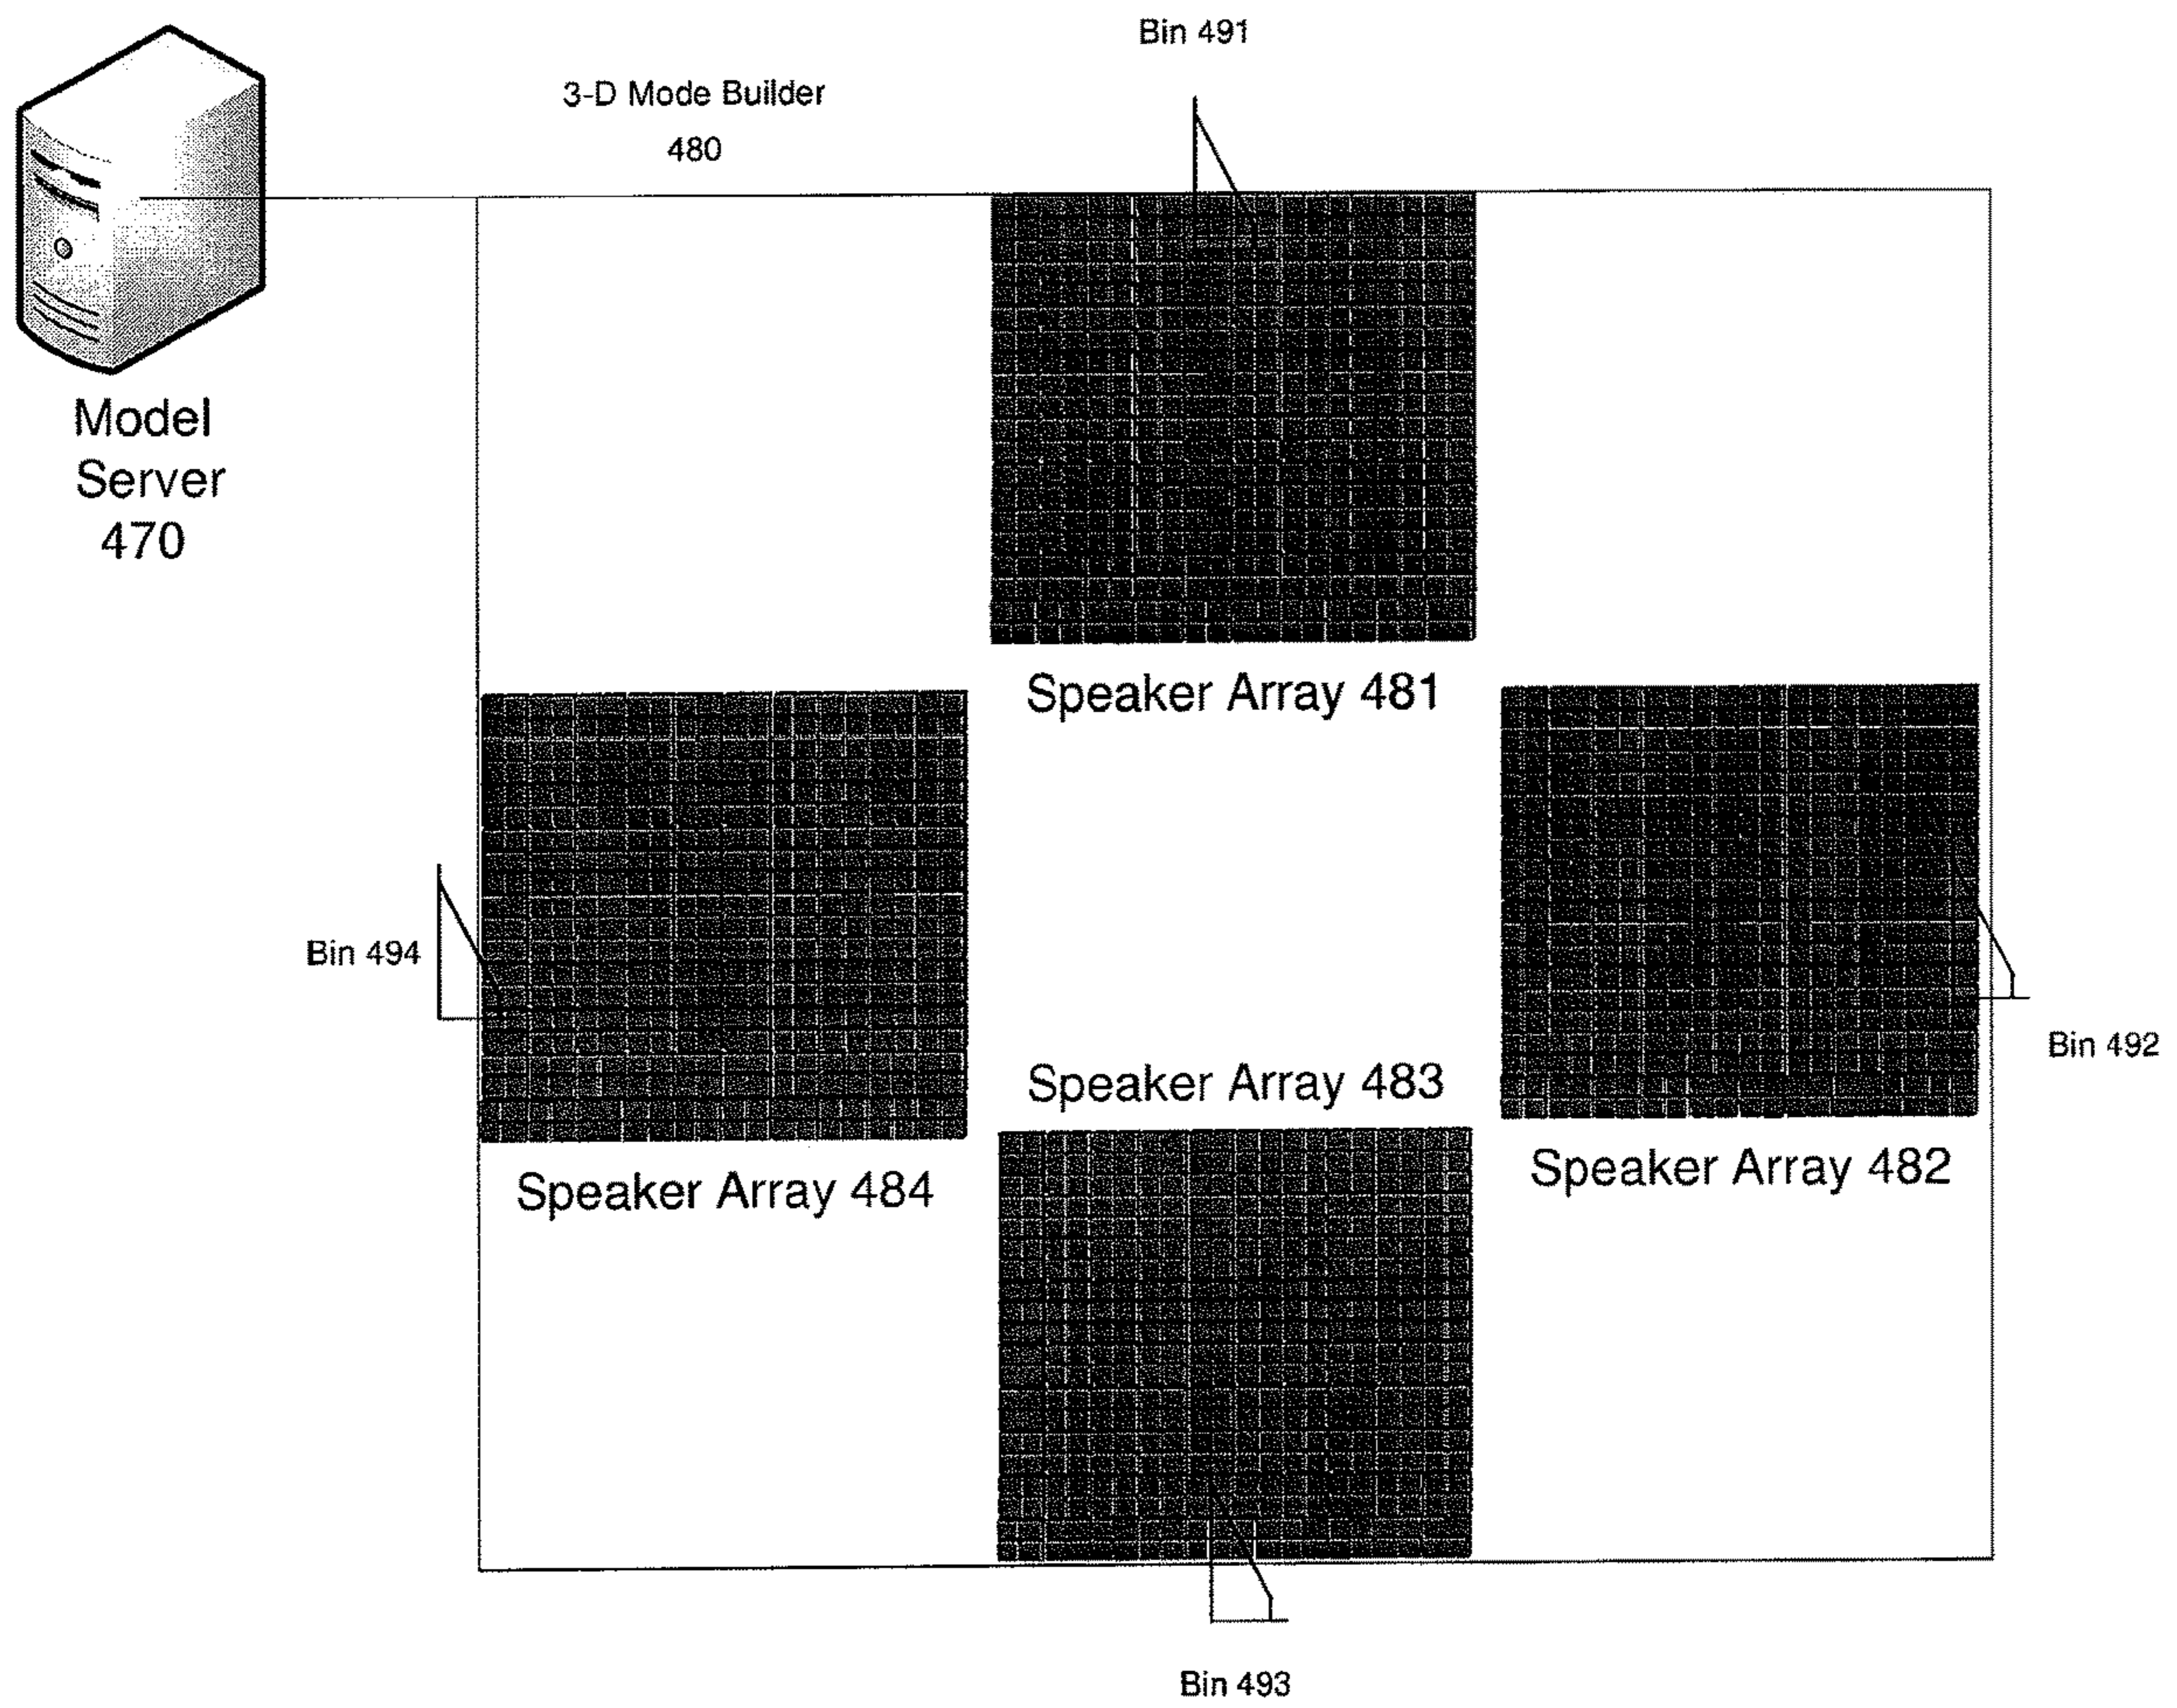 Bin 491
3-D Mode Builder
480
Model
Server
470
Speaker Array 481
Bin 494
Speaker Array 483
Bin 492
Speaker Array 484
Speaker Array 482
Bin 493